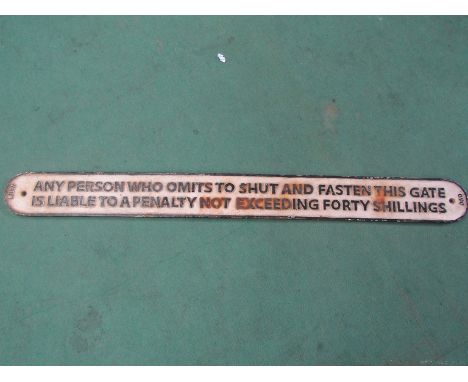 ANY PERSON WHO OMITS TO SHUT AND FASTEN THIS GATE
IS LIABLE TO A PENALTY NOT EXCEEDING FORTY SHILLINGS